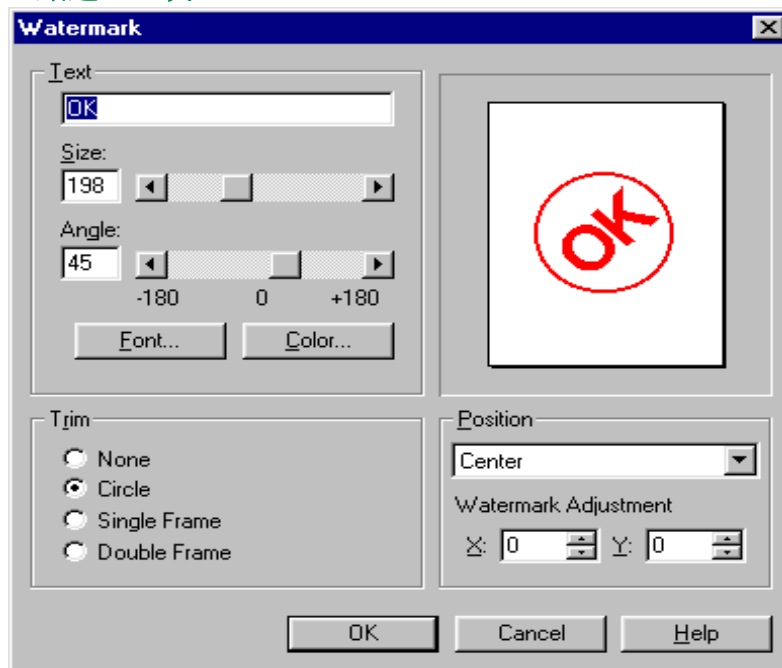 Watermark
Text
OK
Size:
198
Angle:
45
-180 0 +180
Font... Color...
OK
Trim
None
Circle
Single Frame
Double Frame
Position
Center
Watermark Adjustment
X: 0 Y: 0
OK Cancel Help